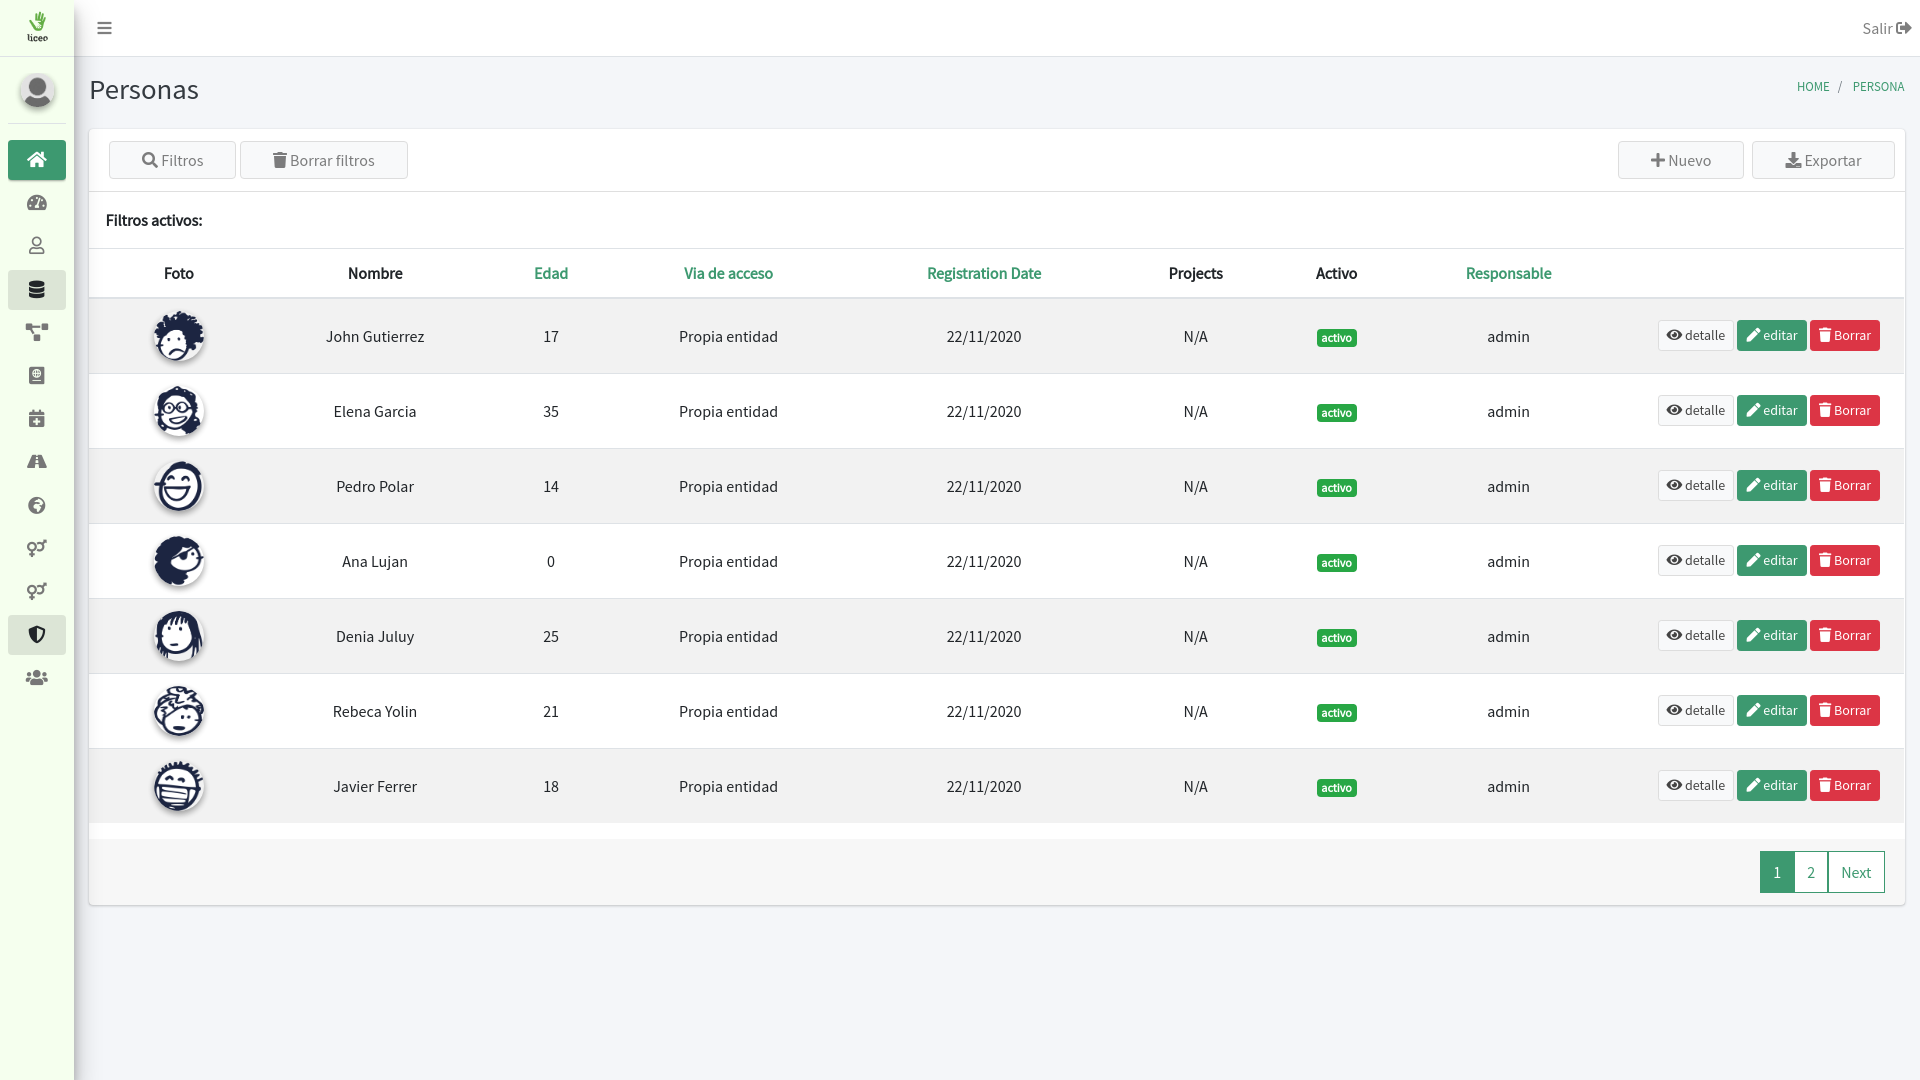 liceo
Salir
Personas
HOME / PERSONA
Filtros Borrar filtros Nuevo Exportar
Filtros activos:
Foto Nombre Edad Via de acceso Registration Date Projects Activo Responsable
John Gutierrez 17 Propia entidad 22/11/2020 N/A activo admin detalle editar Borrar
Elena Garcia 35 Propia entidad 22/11/2020 N/A activo admin detalle editar Borrar
Pedro Polar 14 Propia entidad 22/11/2020 N/A activo admin detalle editar Borrar
Ana Lujan 0 Propia entidad 22/11/2020 N/A activo admin detalle editar Borrar
Denia Juluy 25 Propia entidad 22/11/2020 N/A activo admin detalle editar Borrar
Rebeca Yolin 21 Propia entidad 22/11/2020 N/A activo admin detalle editar Borrar
Javier Ferrer 18 Propia entidad 22/11/2020 N/A activo admin detalle editar Borrar
1 2 Next